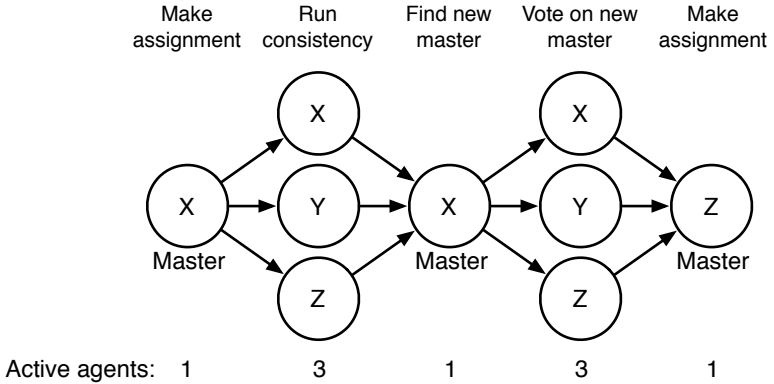 Make Run Find new Vote on new Make
assignment consistency master master assignment
X X
X Y X Y Z
Master Master Master
Z Z
Active agents: 1 3 1 3 1